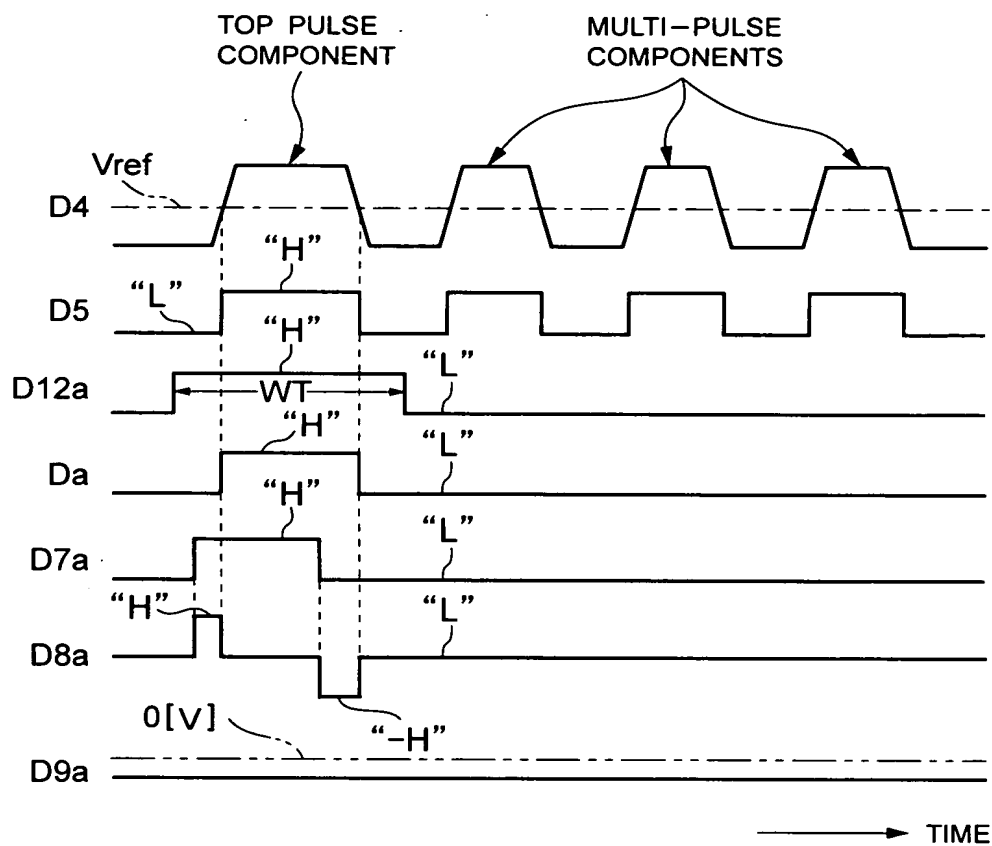 TOP PULSE
COMPONENT
MULTI-PULSE
COMPONENTS
Vref
D4
“H”
“L”
D5
“H”
D12a
WT
“L”
“H”
Da
“L”
“H”
D7a
“L”
“H”
D8a
“L”
“-H”
0[V]
D9a
TIME